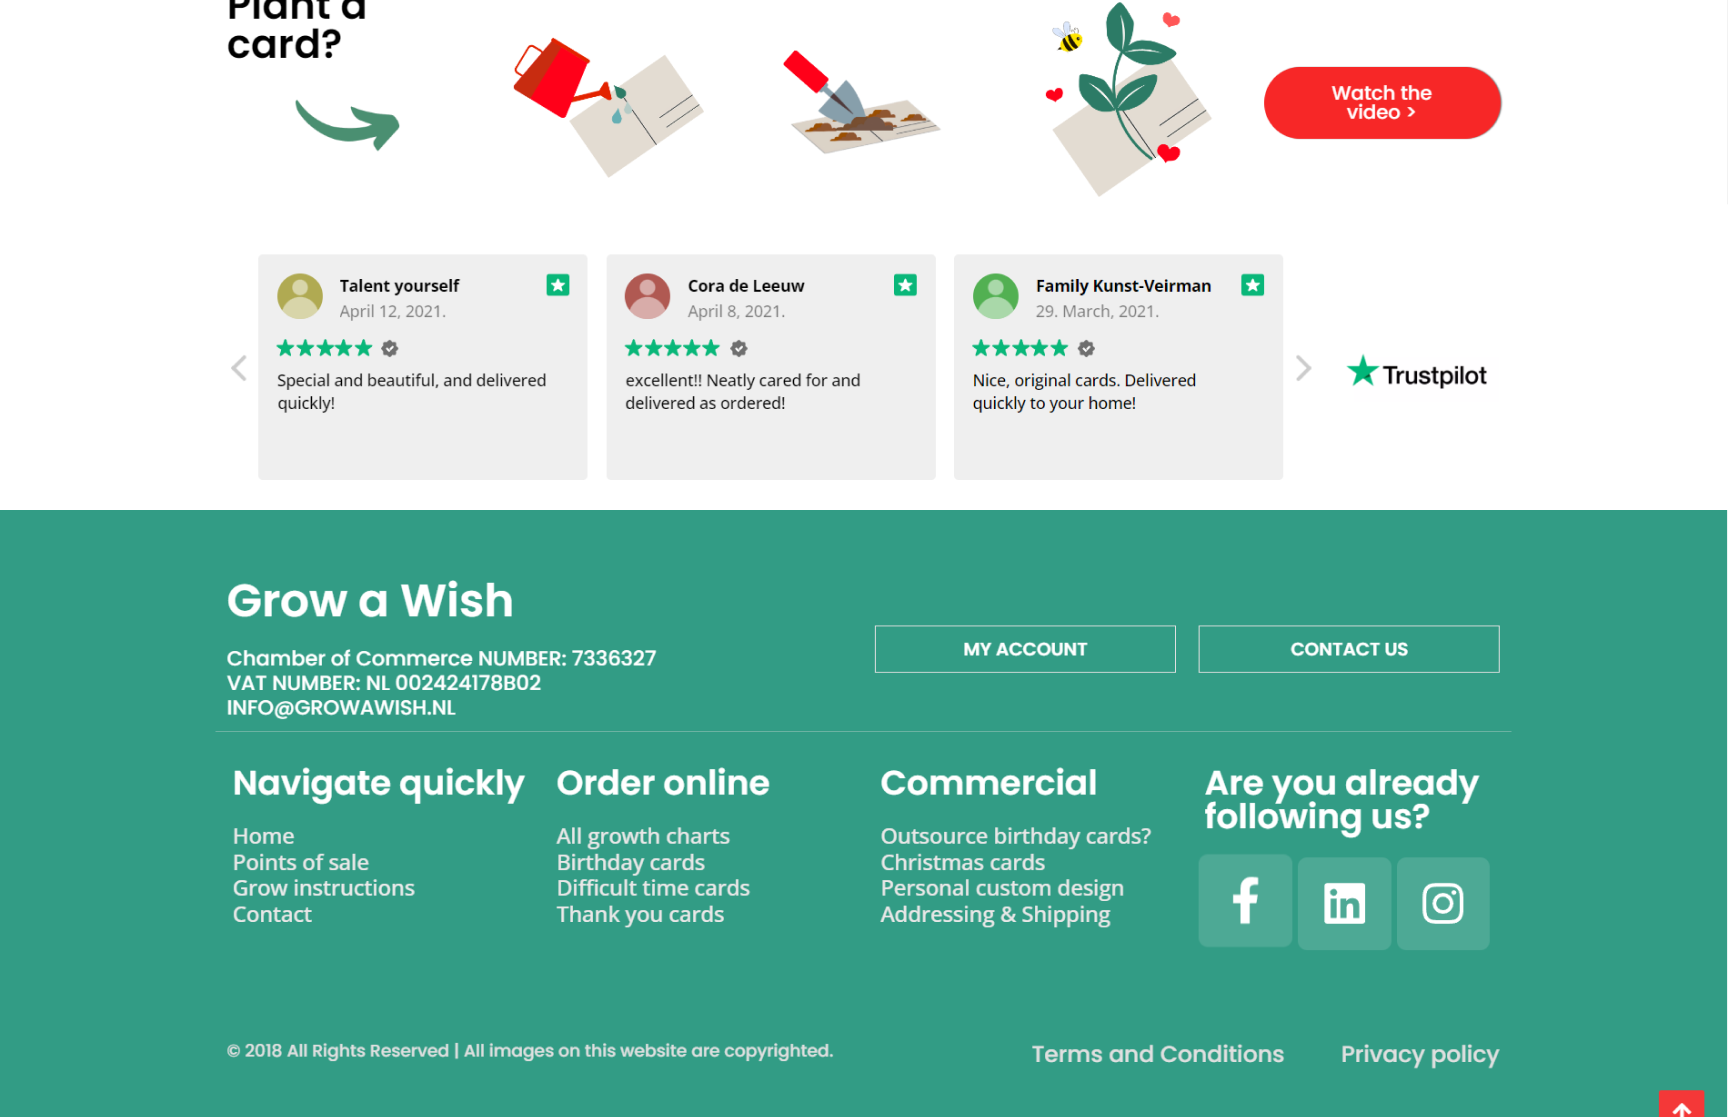 Plant a
card?
Watch the
video >
Talent yourself
April 12, 2021.
Special and beautiful, and delivered
quickly!
Cora de Leeuw
April 8, 2021.
excellent!! Neatly cared for and
delivered as ordered!
Family Kunst-Veirman
29. March, 2021.
Nice, original cards. Delivered
quickly to your home!
Trustpilot
Grow a Wish
Chamber of Commerce NUMBER: 7336327
VAT NUMBER: NL 002424178B02
INFO@GROWAWISH.NL
MY ACCOUNT
CONTACT US
Navigate quickly
Home
Points of sale
Grow instructions
Contact
Order online
All growth charts
Birthday cards
Difficult time cards
Thank you cards
Commercial
Outsource birthday cards?
Christmas cards
Personal custom design
Addressing & Shipping
Are you already
following us?
© 2018 All Rights Reserved | All images on this website are copyrighted.
Terms and Conditions
Privacy policy